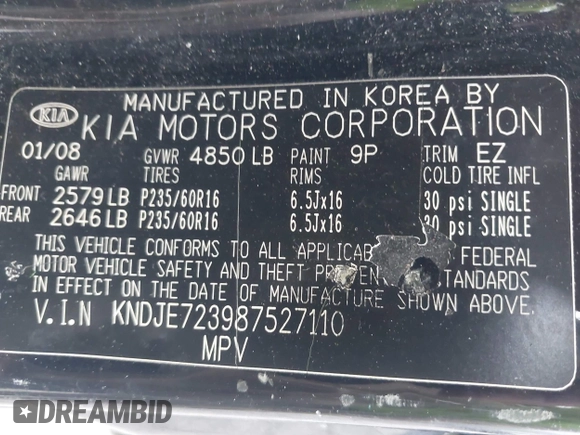 MANUFACTURED IN KOREA BY
KIA KIA MOTORS CORPORATION
01/08 GVWR 4850 LB PAINT 9P TRIM EZ
GAWR TIRES RIMS COLD TIRE INFL
FRONT 2579 LB P235/60R16 6.5Jx16 30 psi SINGLE
REAR 2646 LB P235/60R16 6.5Jx16 30 psi SINGLE
THIS VEHICLE CONFORMS TO ALL APPLICAB FEDERAL
MOTOR VEHICLE SAFETY AND THEFT PREVEN STANDARDS
IN EFFECT ON THE DATE OF MANUFACTURE SHOWN ABOVE.
V.I.N KNDJE723987527110
MPV
DREAMBID